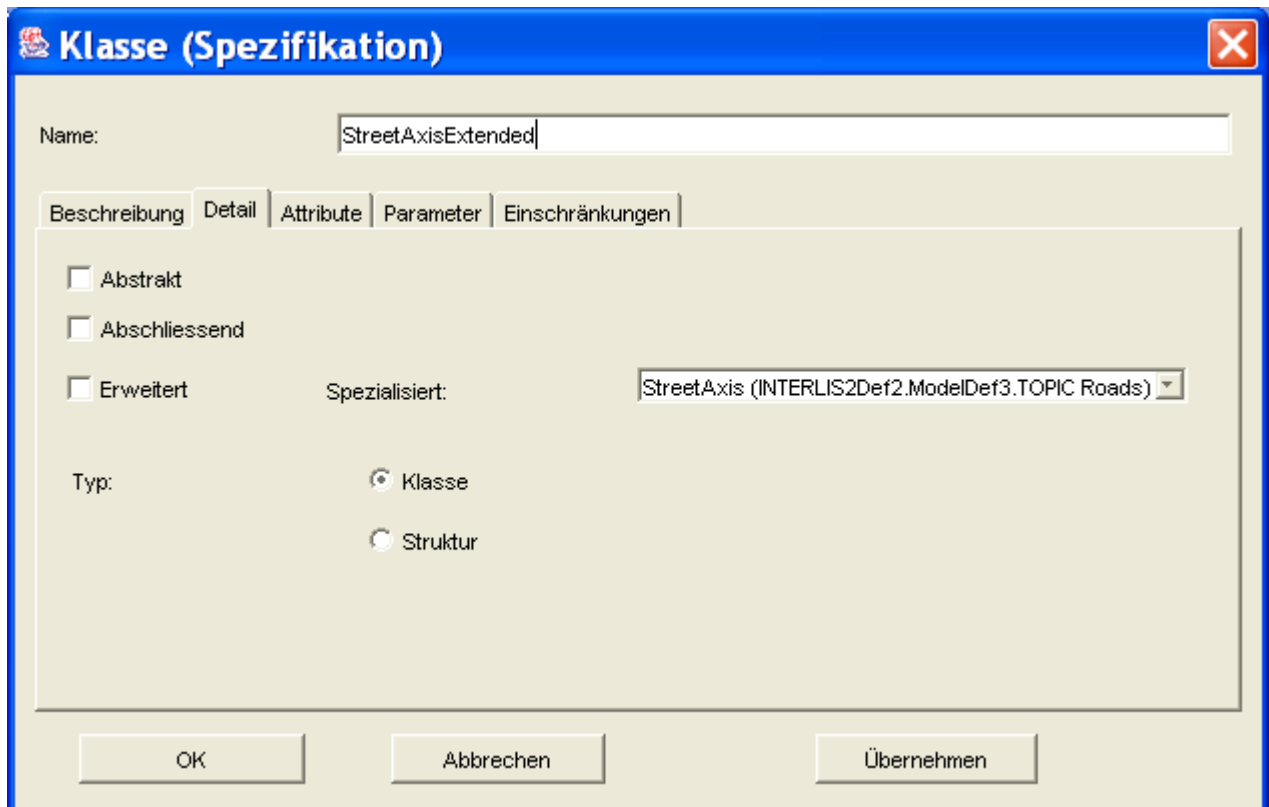 Klasse (Spezifikation)
Name: StreetAxisExtended
Beschreibung Detail Attribute Parameter Einschränkungen
Abstrakt
Abschliessend
Erweitert Spezialisiert: StreetAxis (INTERLIS2Def2.ModelDef3.TOPIC Roads)
Typ: Klasse
Struktur
OK Abbrechen Übernehmen